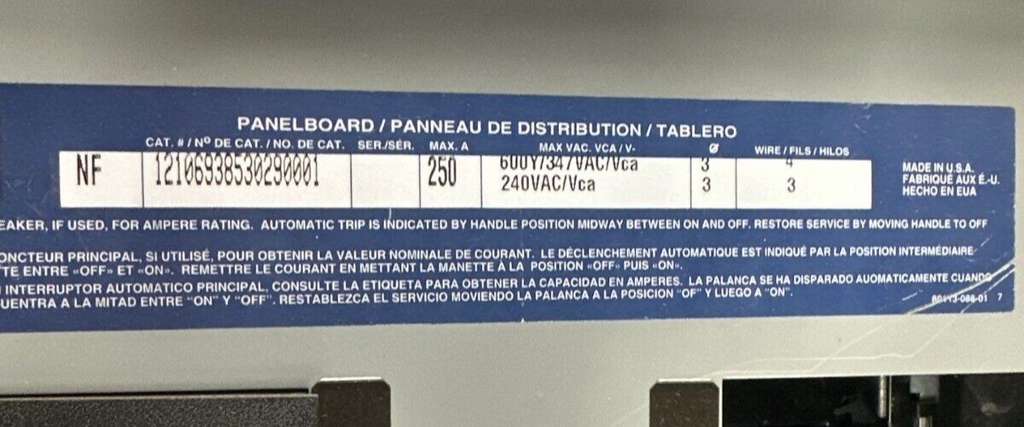 PANELBOARD / PANNEAU DE DISTRIBUTION / TABLERO
CAT. # / Nº DE CAT. / NO. DE CAT. SER./SÉR. MAX. A MAX VAC. VCA / V~ Ø WIRE / FILS / HILOS
NF 12106938530290001 250 600Y/347VAC/Vca 3 4
240VAC/Vca 3 3
MADE IN U.S.A.
FABRIQUÉ AUX É.-U.
HECHO EN EUA
EAKER, IF USED, FOR AMPERE RATING. AUTOMATIC TRIP IS INDICATED BY HANDLE POSITION MIDWAY BETWEEN ON AND OFF. RESTORE SERVICE BY MOVING HANDLE TO OFF
ONCTEUR PRINCIPAL, SI UTILISÉ, POUR OBTENIR LA VALEUR NOMINALE DE COURANT. LE DÉCLENCHEMENT AUTOMATIQUE EST INDIQUÉ PAR LA POSITION INTERMÉDIAIRE
TE ENTRE «OFF» ET «ON». REMETTRE LE COURANT EN METTANT LA MANETTE À LA POSITION «OFF» PUIS «ON».
INTERRUPTOR AUTOMATICO PRINCIPAL, CONSULTE LA ETIQUETA PARA OBTENER LA CAPACIDAD EN AMPERES. LA PALANCA SE HA DISPARADO AUOMATICAMENTE CUANDO
UENTRA A LA MITAD ENTRE "ON" Y "OFF". RESTABLEZCA EL SERVICIO MOVIENDO LA PALANCA A LA POSICION "OF" Y LUEGO A "ON".
80113-086-01 7